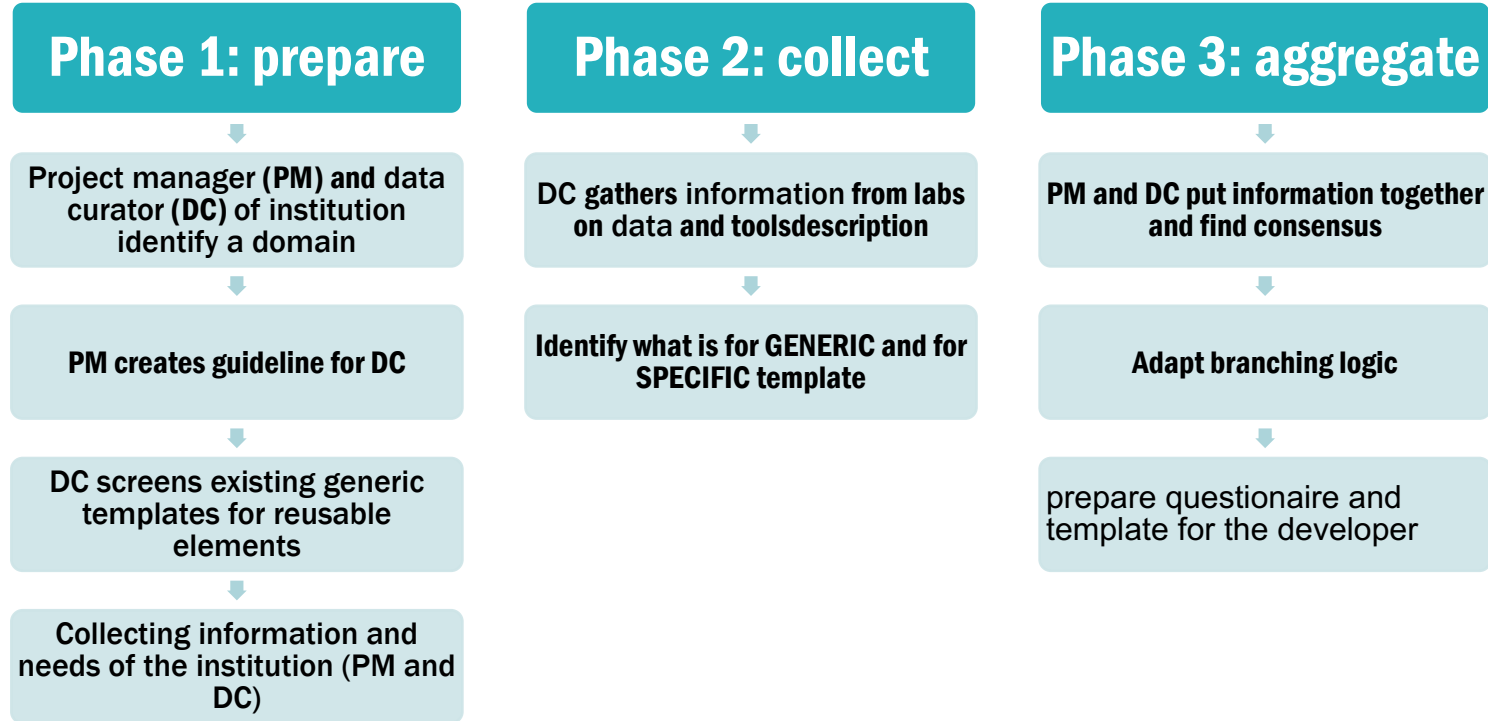 Phase 1: prepare
Project manager (PM) and data
curator (DC) of institution
identify a domain
PM creates guideline for DC
DC screens existing generic
templates for reusable
elements
Collecting information and
needs of the institution (PM and
DC)
Phase 2: collect
DC gathers information from labs
on data and toolsdescription
Identify what is for GENERIC and for
SPECIFIC template
Phase 3: aggregate
PM and DC put information together
and find consensus
Adapt branching logic
prepare questionaire and
template for the developer